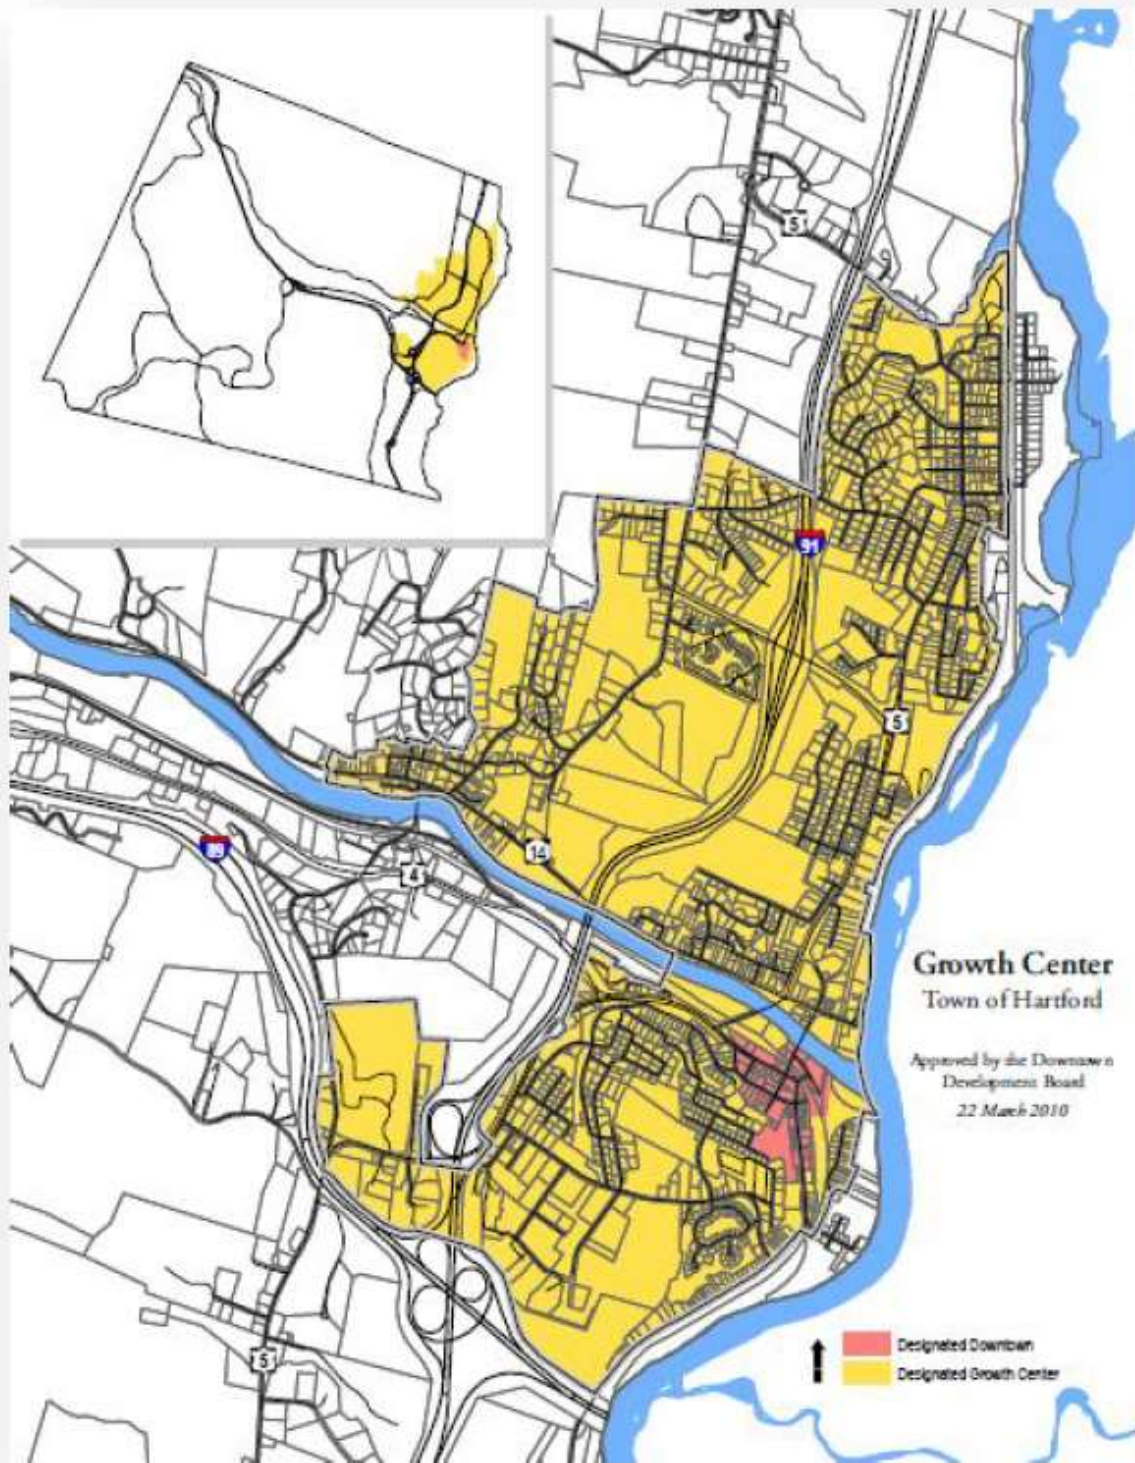 5
91
5
14
89
4
Growth Center
Town of Hartford
Approved by the Downtown
Development Board
22 March 2010
5
Designated Downtown
Designated Growth Center